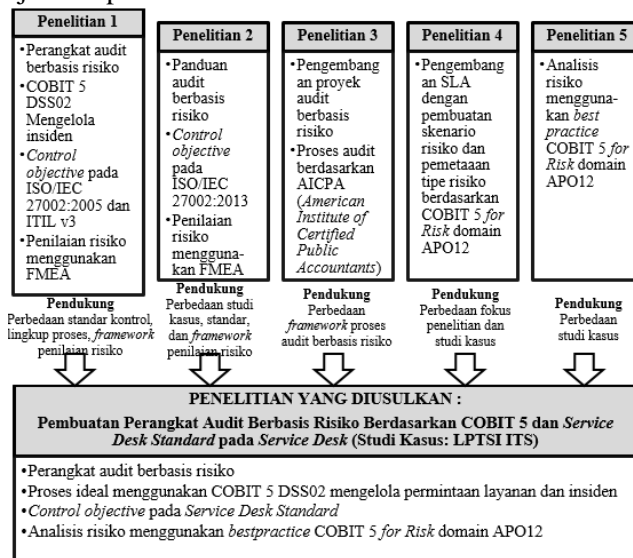 Penelitian 1
•Perangkat audit
berbasis risiko
•COBIT 5
DSS02
Mengelola
insiden
•Control
objective pada
ISO/IEC
27002:2005 dan
ITIL v3
•Penilaian risiko
menggunakan
FMEA
Pendukung
Perbedaan standar kontrol,
lingkup proses, framework
penilaian risiko
Penelitian 2
•Panduan
audit
berbasis
risiko
•Control
objective
pada
ISO/IEC
27002:2013
•Penilaian
risiko
mengguna-
kan FMEA
Pendukung
Perbedaan studi
kasus, standar,
dan framework
penilaian risiko
Penelitian 3
•Pengembang
an proyek
audit
berbasis
risiko
•Proses audit
berdasarkan
AICPA
(American
Institute of
Certified
Public
Accountants)
Pendukung
Perbedaan
framework proses
audit berbasis risiko
Penelitian 4
•Pengembang
an SLA
dengan
pembuatan
skenario
risiko dan
pemetaaan
tipe risiko
berdasarkan
COBIT 5 for
Risk domain
APO12
Pendukung
Perbedaan fokus
penelitian dan
studi kasus
Penelitian 5
•Analisis
risiko
mengguna-
kan best
practice
COBIT 5 for
Risk domain
APO12
Pendukung
Perbedaan
studi kasus
PENELITIAN YANG DIUSULKAN :
Pembuatan Perangkat Audit Berbasis Risiko Berdasarkan COBIT 5 dan Service
Desk Standard pada Service Desk (Studi Kasus: LPTSI ITS)
•Perangkat audit berbasis risiko
•Proses ideal menggunakan COBIT 5 DSS02 mengelola permintaan layanan dan insiden
•Control objective pada Service Desk Standard
•Analisis risiko menggunakan bestpractice COBIT 5 for Risk domain APO12